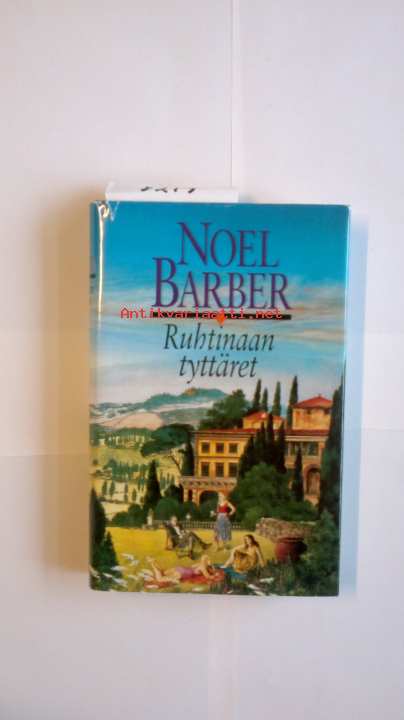 NOEL
BARBER
Antikvariaatti.net
Ruhtinaan
tyttäret